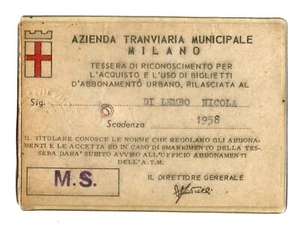 AZIENDA TRANVIARIA MUNICIPALE
MILANO
TESSERA DI RICONOSCIMENTO PER
L'ACQUISTO E L'USO DI BIGLIETTI
D'ABBONAMENTO URBANO, RILASCIATA AL
Sig. DI LEMBO NICOLA
Scadenza 1958
IL TITOLARE CONOSCE LE NORME CHE REGOLANO GLI ABBONA-
MENTI E LE ACCETTA ED IN CASO DI SMARRIMENTO DELLA TES-
SERA DARA' SUBITO AVVISO ALL'UFFICIO ABBONAMENTI
DELL'A.T.M.
M.S.
IL DIRETTORE GENERALE